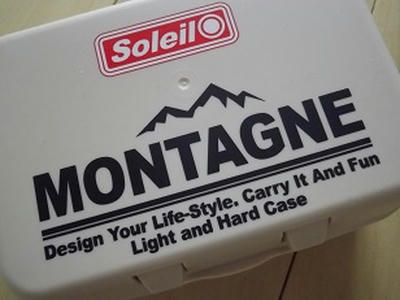 Soleil
MONTAGNE
Design Your Life-Style. Carry It And Fun
Light and Hard Case